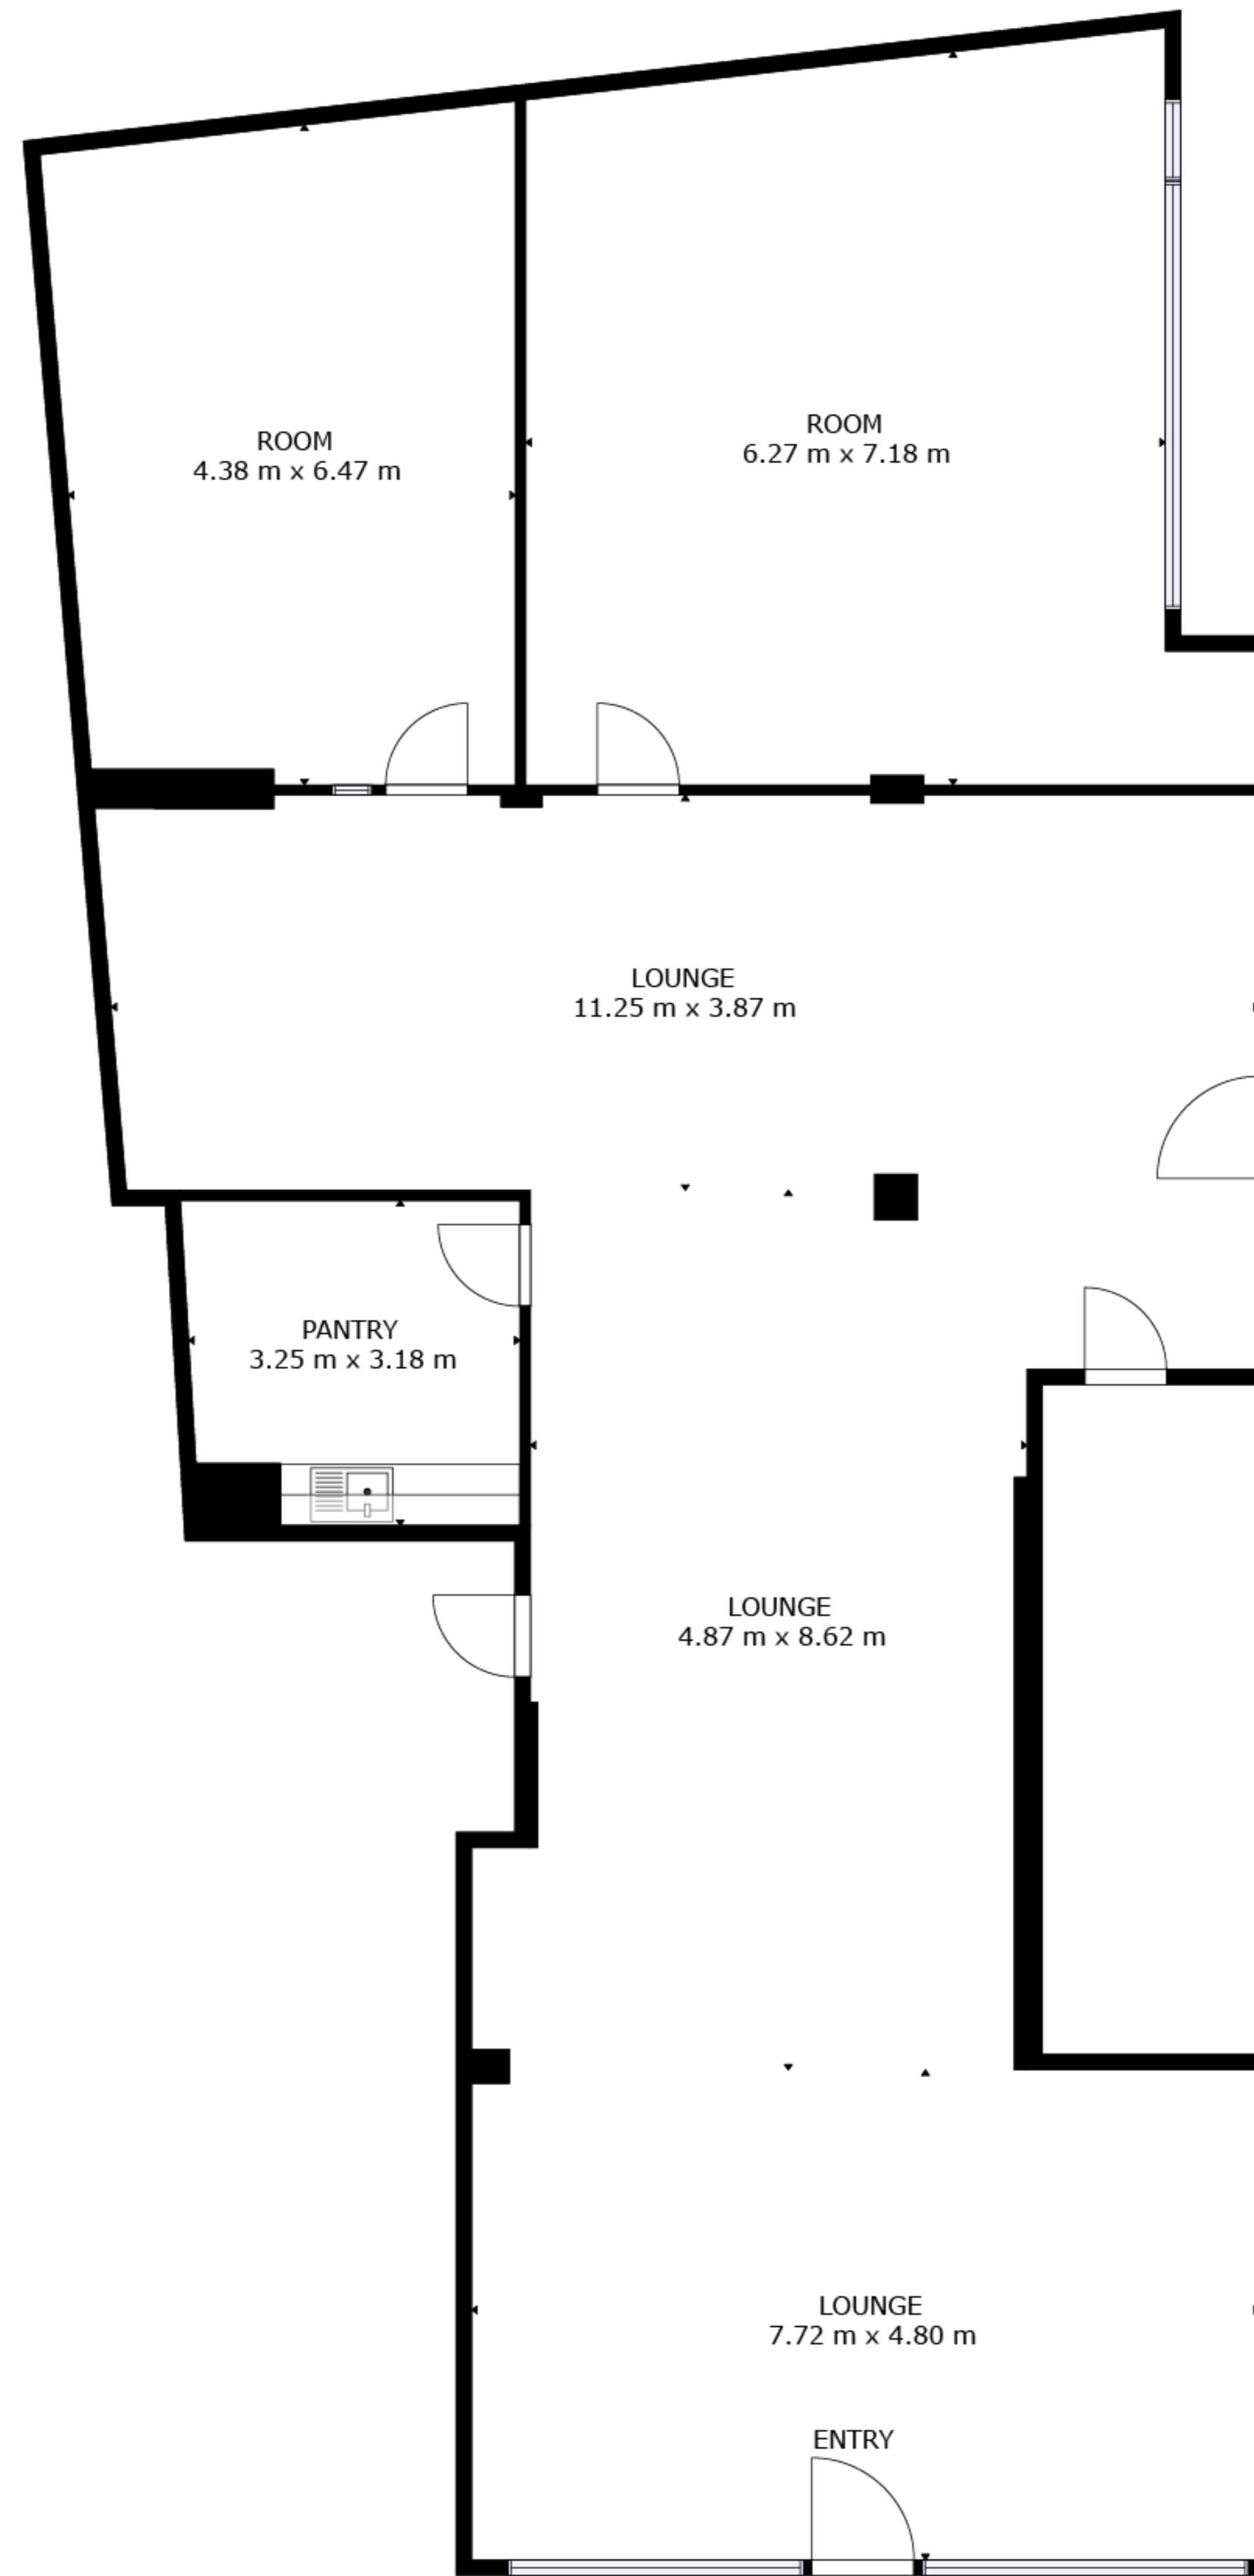 ROOM
6.27 m x 7.18 m
ROOM
4.38 m x 6.47 m
LOUNGE
11.25 m x 3.87 m
PANTRY
3.25 m x 3.18 m
LOUNGE
4.87 m x 8.62 m
LOUNGE
7.72 m x 4.80 m
ENTRY